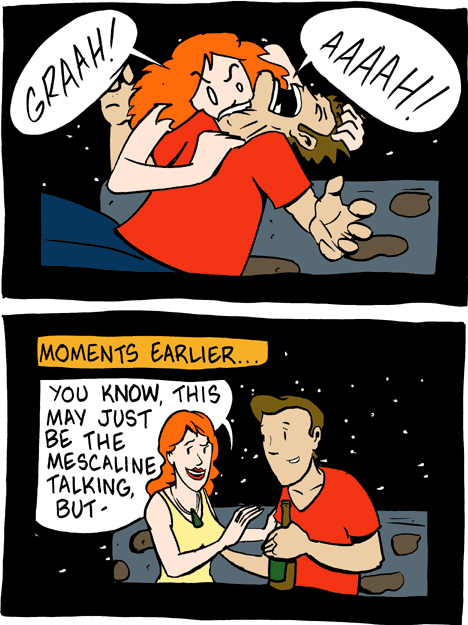 GRAAH!
AAAAH!
MOMENTS EARLIER...
YOU KNOW, THIS
MAY JUST
BE THE
MESCALINE
TALKING,
BUT-